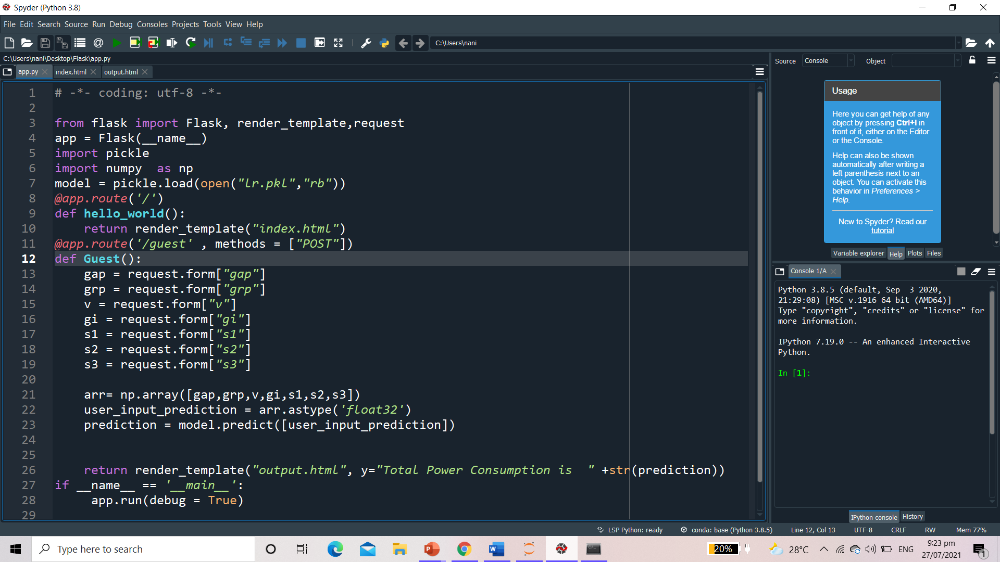 Spyder (Python 3.8)
File Edit Search Source Run Debug Consoles Projects Tools View Help
C:\Users\nani
C:\Users\nani\Desktop\Flask\app.py
app.py index.html output.html
1 # -*- coding: utf-8 -*-
2
3 from flask import Flask, render_template,request
4 app = Flask(__name__)
5 import pickle
6 import numpy  as np
7 model = pickle.load(open("lr.pkl","rb"))
8 @app.route('/')
9 def hello_world():
10     return render_template("index.html")
11 @app.route('/guest' , methods = ["POST"])
12 def Guest():
13     gap = request.form["gap"]
14     grp = request.form["grp"]
15     v = request.form["v"]
16     gi = request.form["gi"]
17     s1 = request.form["s1"]
18     s2 = request.form["s2"]
19     s3 = request.form["s3"]
20
21     arr= np.array([gap,grp,v,gi,s1,s2,s3])
22     user_input_prediction = arr.astype('float32')
23     prediction = model.predict([user_input_prediction])
24
25
26     return render_template("output.html", y="Total Power Consumption is  " +str(prediction))
27 if __name__ == '__main__':
28      app.run(debug = True)
29
Source Console Object
Usage
Here you can get help of any
object by pressing Ctrl+I in
front of it, either on the Editor
or the Console.
Help can also be shown
automatically after writing a
left parenthesis next to an
object. You can activate this
behavior in Preferences >
Help.
New to Spyder? Read our
tutorial
Variable explorer Help Plots Files
Console 1/A
Python 3.8.5 (default, Sep  3 2020,
21:29:08) [MSC v.1916 64 bit (AMD64)]
Type "copyright", "credits" or "license" for
more information.
IPython 7.19.0 -- An enhanced Interactive
Python.
In [1]:
IPython console History
LSP Python: ready conda: base (Python 3.8.5) Line 12, Col 13 UTF-8 CRLF RW Mem 77%
Type here to search
20% 28°C ENG
9:23 pm
27/07/2021
1